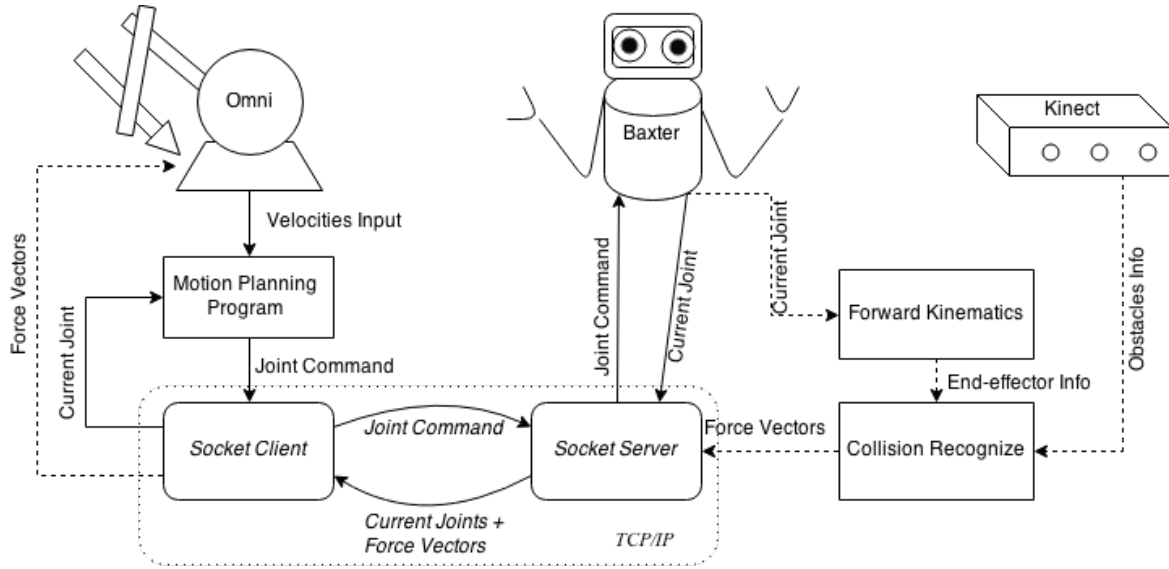 Omni
Baxter
Kinect
Velocities Input
Motion Planning
Program
Force Vectors
Current Joint
Joint Command
Joint Command
Current Joint
Current Joint
Forward Kinematics
Obstacles Info
End-effector Info
Socket Client
Joint Command
Socket Server
Force Vectors
Collision Recognize
Current Joints +
Force Vectors
TCP/IP